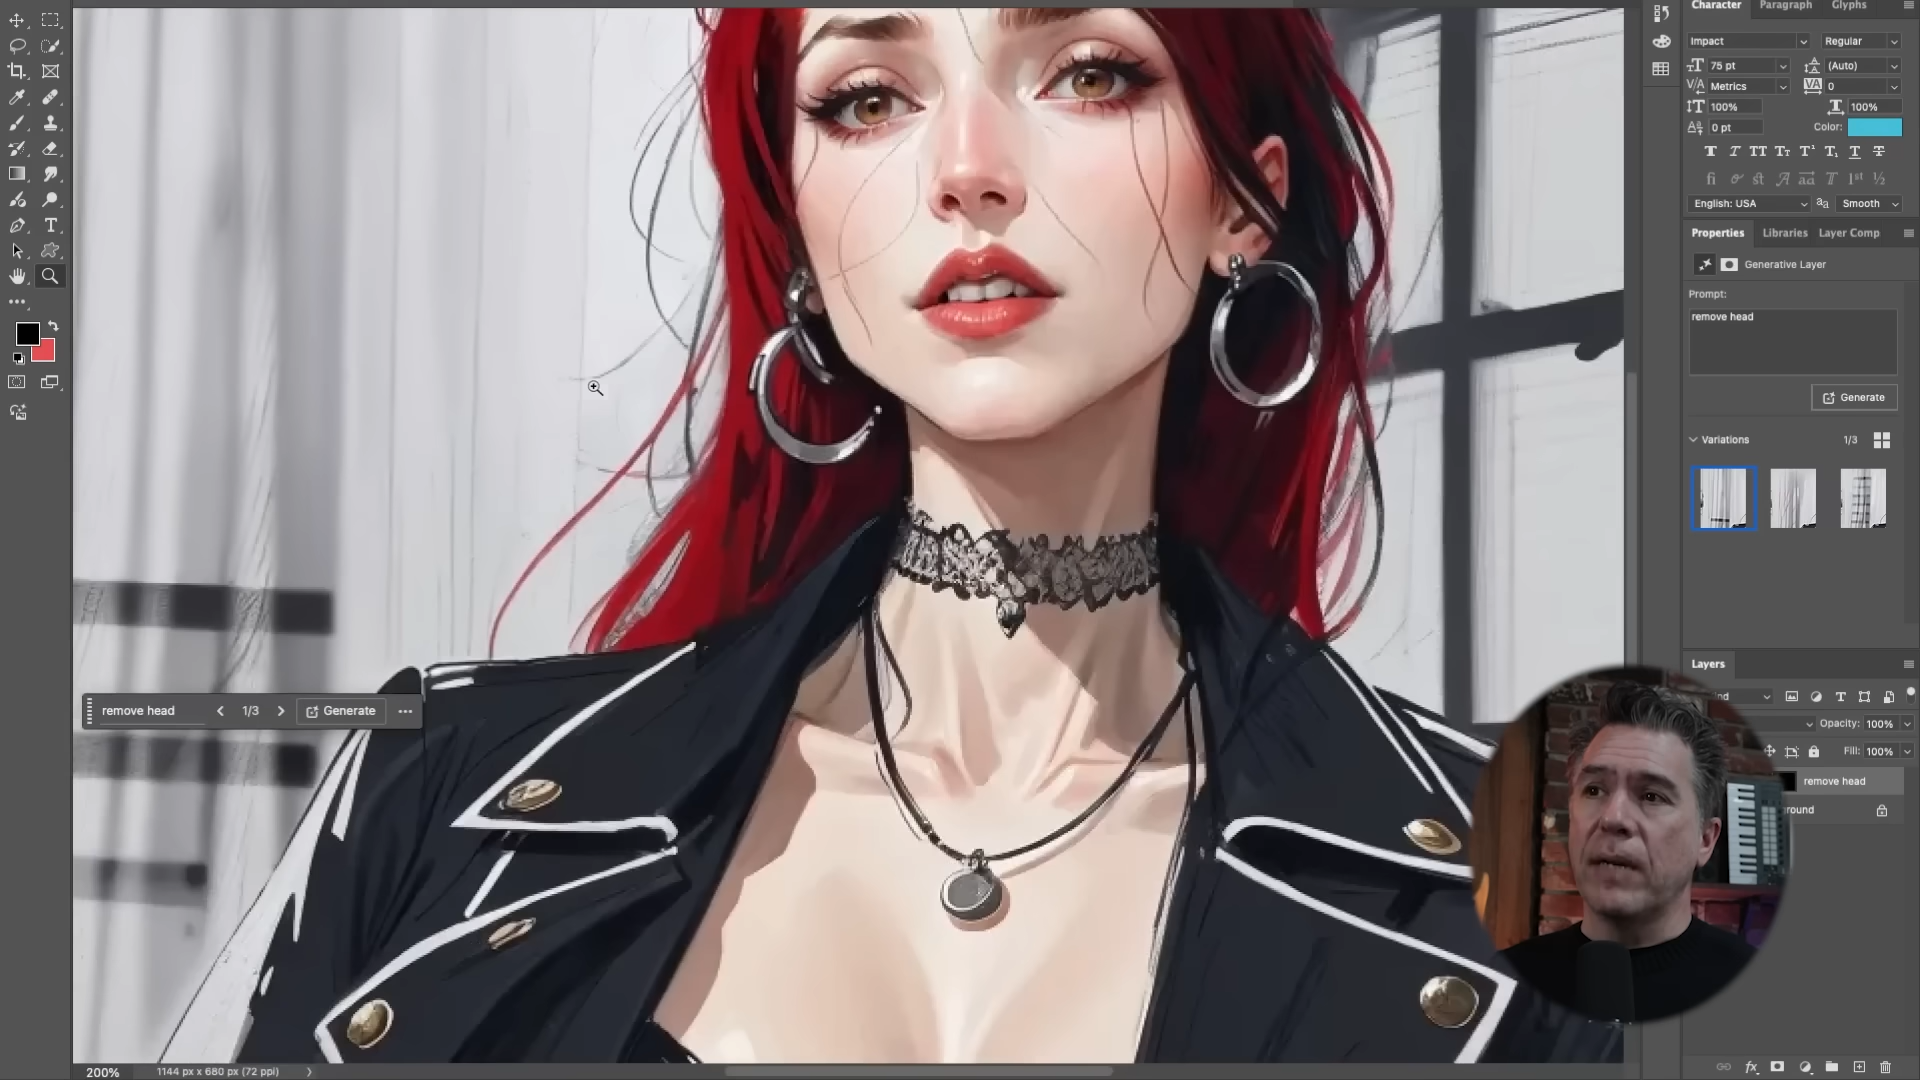 Character Paragraph Glyphs
Impact Regular
75 pt (Auto)
Metrics 0
100% 100%
0 pt Color:
English: USA Smooth
Properties Libraries Layer Comp
Generative Layer
Prompt:
remove head
Generate
Variations 1/3
Layers
Opacity: 100%
Fill: 100%
remove head
round
remove head 1/3 Generate
200% 1144 px x 680 px (72 ppi)